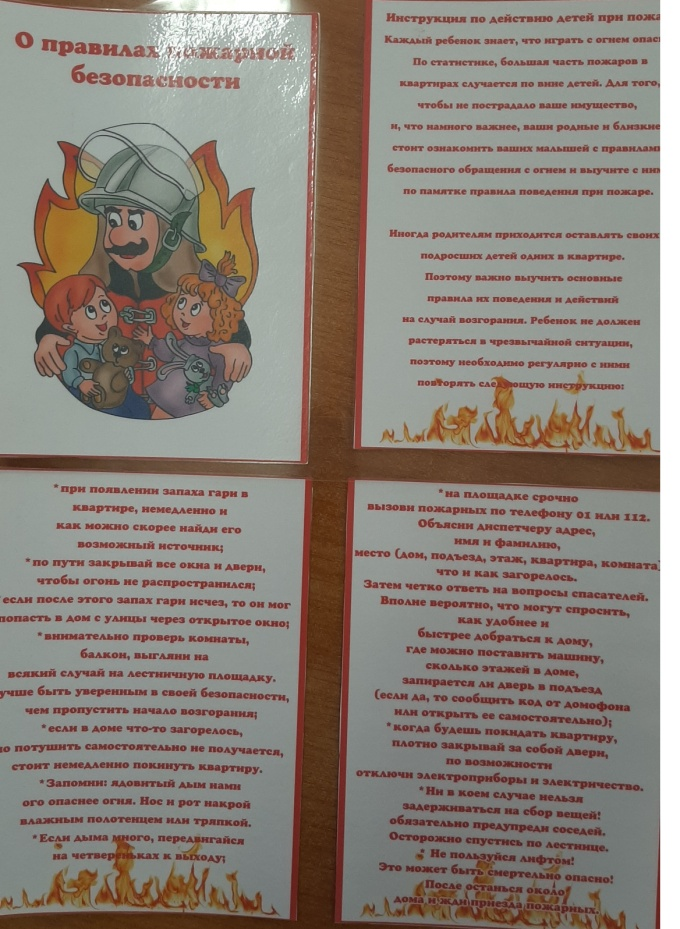 О правилах пожарной
безопасности
Инструкция по действию детей при пожа
Каждый ребенок знает, что играть с огнем опас
По статистике, большая часть пожаров в
квартирах случается по вине детей. Для того,
чтобы не пострадало ваше имущество,
и, что намного важнее, ваши родные и близкие
стоит ознакомить ваших малышей с правилами
безопасного обращения с огнем и выучите с ним
по памятке правила поведения при пожаре.
Иногда родителям приходится оставлять своих
подросших детей одних в квартире.
Поэтому важно выучить основные
правила их поведения и действий
на случай возгорания. Ребенок не должен
растеряться в чрезвычайной ситуации,
поэтому необходимо регулярно с ними
повторять следующую инструкцию:
*при появлении запаха гари в
квартире, немедленно и
как можно скорее найди его
возможный источник;
*по пути закрывай все окна и двери,
чтобы огонь не распространился;
*если после этого запах гари исчез, то он мог
попасть в дом с улицы через открытое окно;
*внимательно проверь комнаты,
балкон, выгляни на
всякий случай на лестничную площадку.
учше быть уверенным в своей безопасности,
чем пропустить начало возгорания;
*если в доме что-то загорелось,
но потушить самостоятельно не получается,
стоит немедленно покинуть квартиру.
*Запомни: ядовитый дым нами
ого опаснее огня. Нос и рот накрой
влажным полотенцем или тряпкой.
*Если дыма много, передвигайся
на четвереньках к выходу;
*на площадке срочно
вызови пожарных по телефону 01 или 112.
Объясни диспетчеру адрес,
имя и фамилию,
место (дом, подъезд, этаж, квартира, комната)
что и как загорелось.
Затем четко ответь на вопросы спасателей.
Вполне вероятно, что могут спросить,
как удобнее и
быстрее добраться к дому,
где можно поставить машину,
сколько этажей в доме,
запирается ли дверь в подъезд
(если да, то сообщить код от домофона
или открыть ее самостоятельно);
*когда будешь покидать квартиру,
плотно закрывай за собой двери,
по возможности
отключи электроприборы и электричество.
*Ни в коем случае нельзя
задерживаться на сбор вещей!
обязательно предупреди соседей.
Осторожно спустись по лестнице.
* Не пользуйся лифтом!
Это может быть смертельно опасно!
После останься около
дома и жди приезда пожарных.